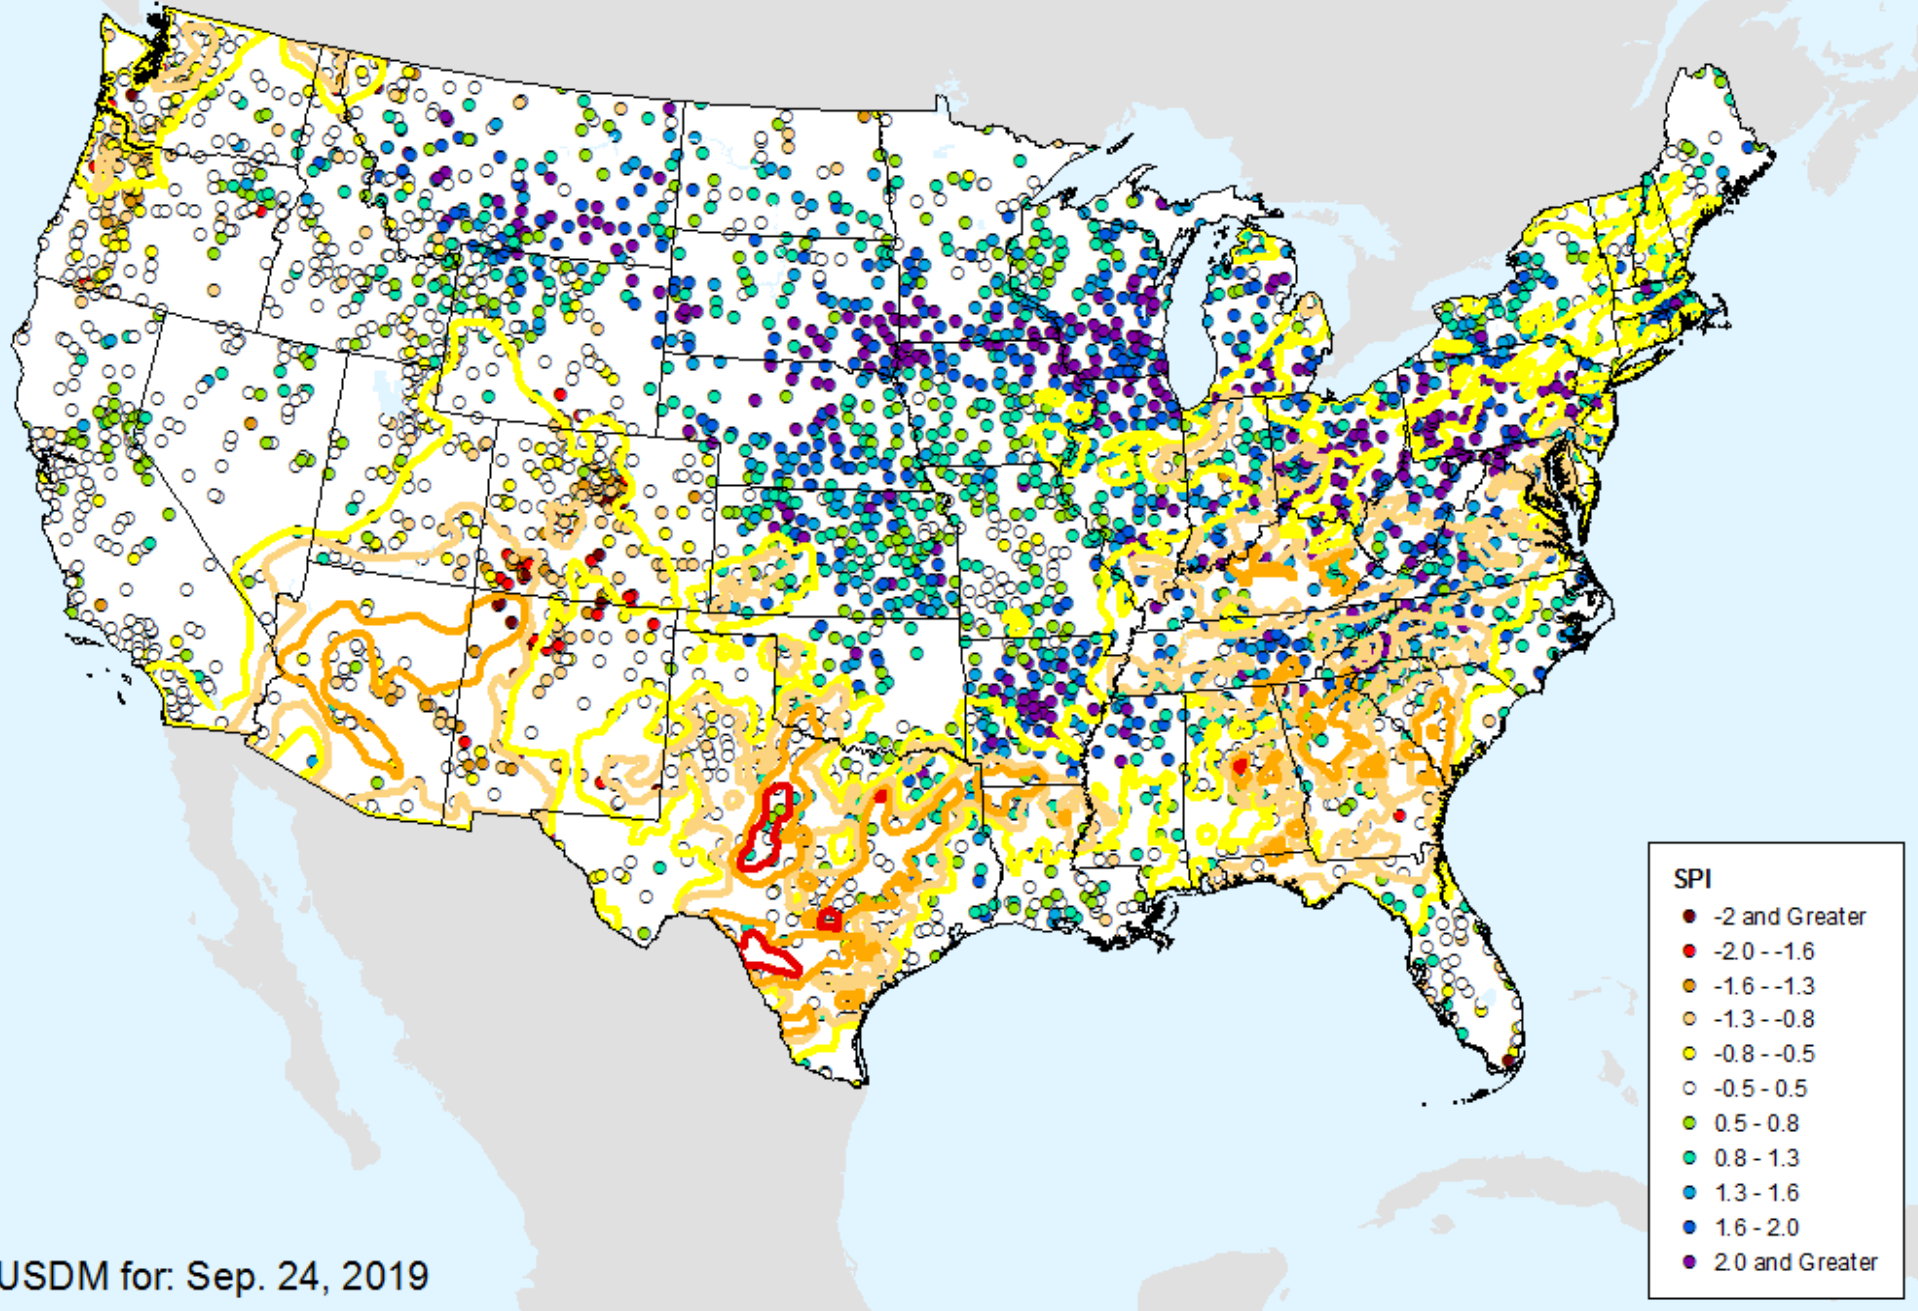 SPI
-2 and Greater
-2.0 - -1.6
-1.6 - -1.3
-1.3 - -0.8
-0.8 - -0.5
-0.5 - 0.5
0.5 - 0.8
0.8 - 1.3
1.3 - 1.6
1.6 - 2.0
2.0 and Greater
USDM for: Sep. 24, 2019